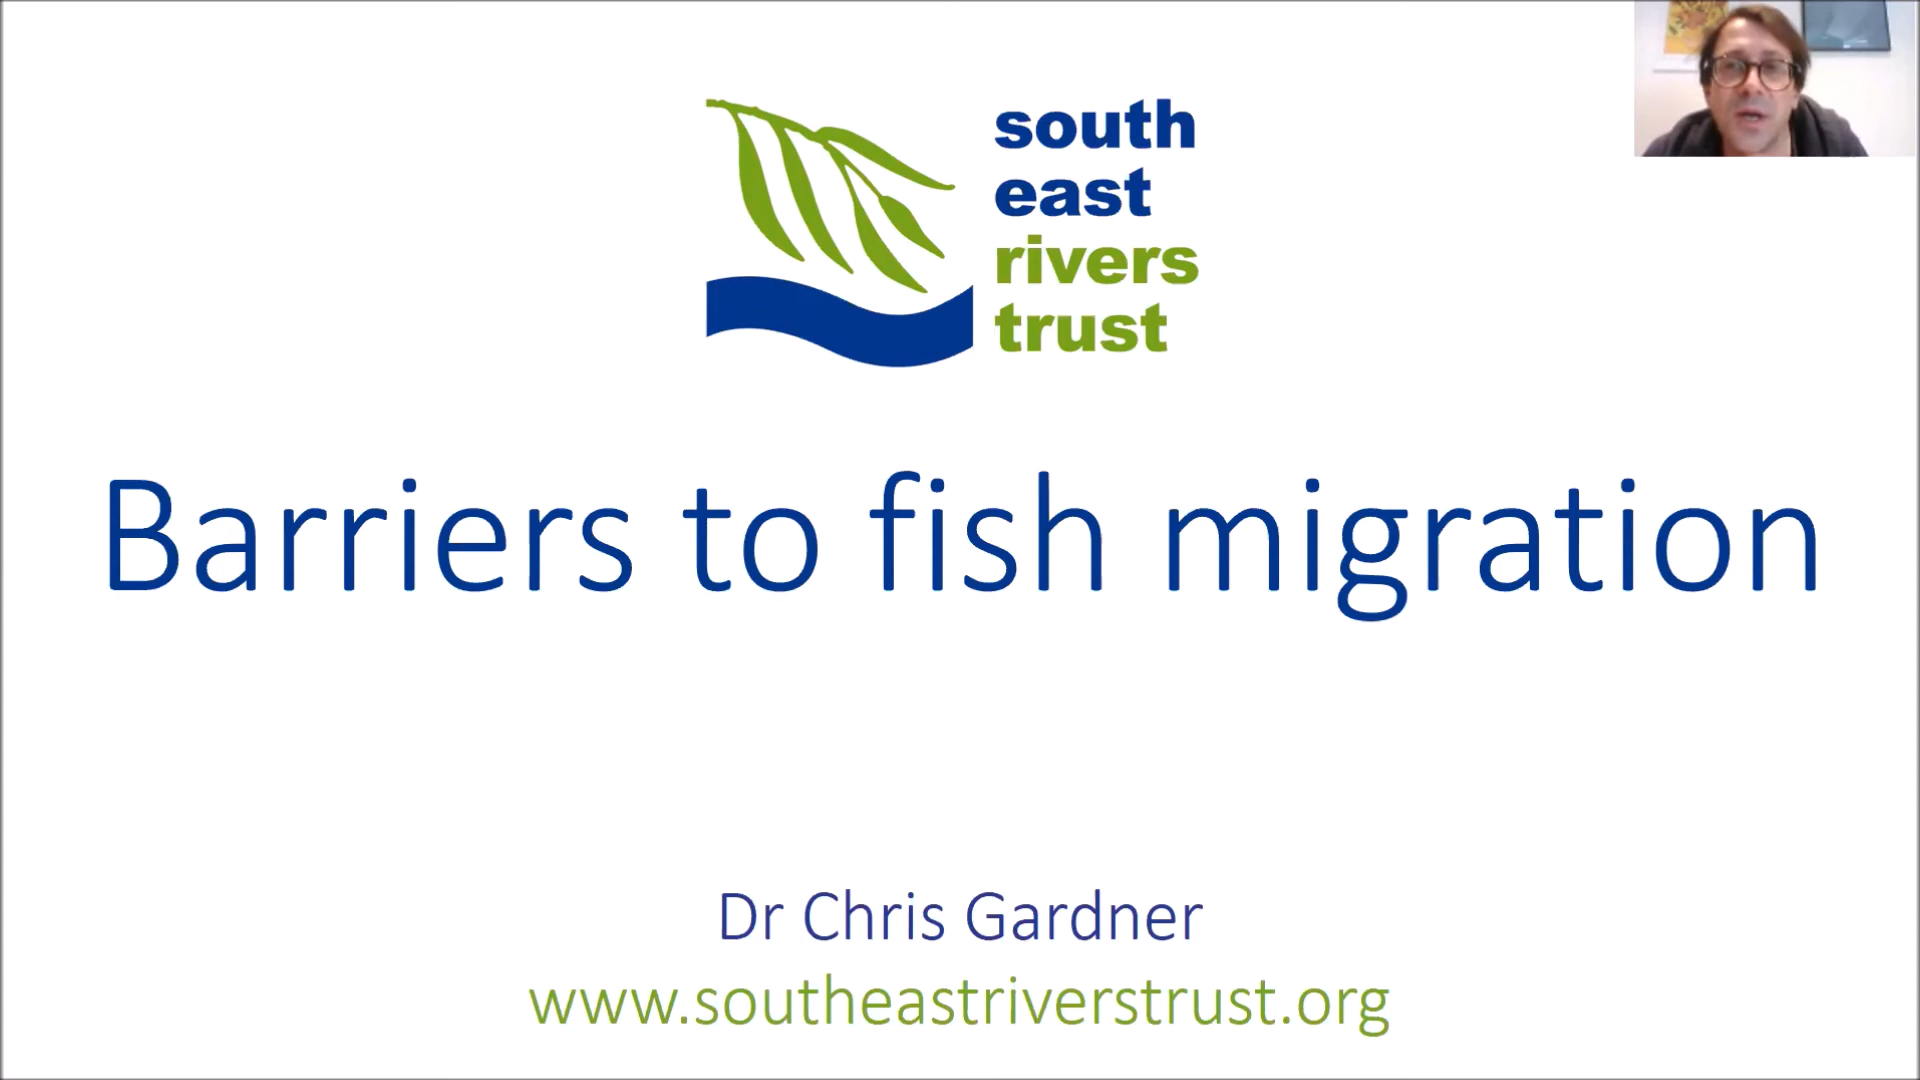 south
east
rivers
trust
Barriers to fish migration
Dr Chris Gardner
www.southeastriverstrust.org